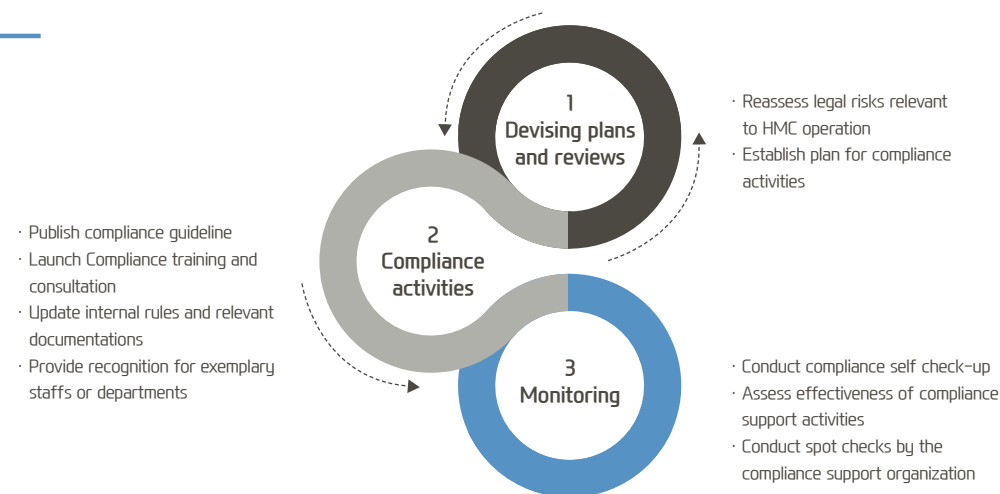 1
Devising plans
and reviews
· Reassess legal risks relevant
to HMC operation
· Establish plan for compliance
activities
2
Compliance
activities
· Publish compliance guideline
· Launch Compliance training and
consultation
· Update internal rules and relevant
documentations
· Provide recognition for exemplary
staffs or departments
3
Monitoring
· Conduct compliance self check-up
· Assess effectiveness of compliance
support activities
· Conduct spot checks by the
compliance support organization